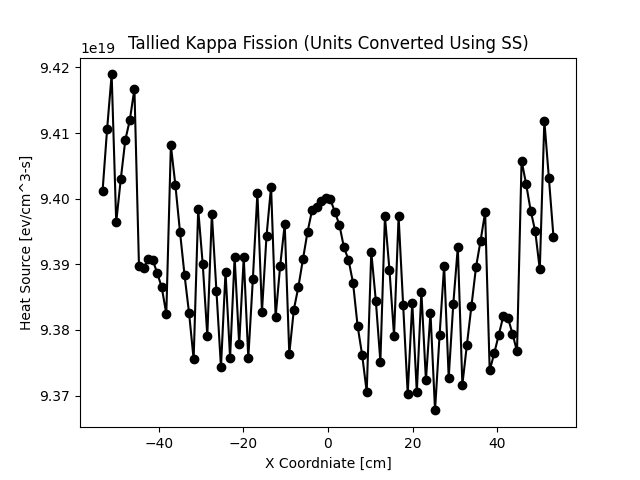 Tallied Kappa Fission (Units Converted Using SS)
1e19
9.42
9.41
9.40
9.39
9.38
9.37
Heat Source [ev/cm^3-s]
−40 −20 0 20 40
X Coordniate [cm]